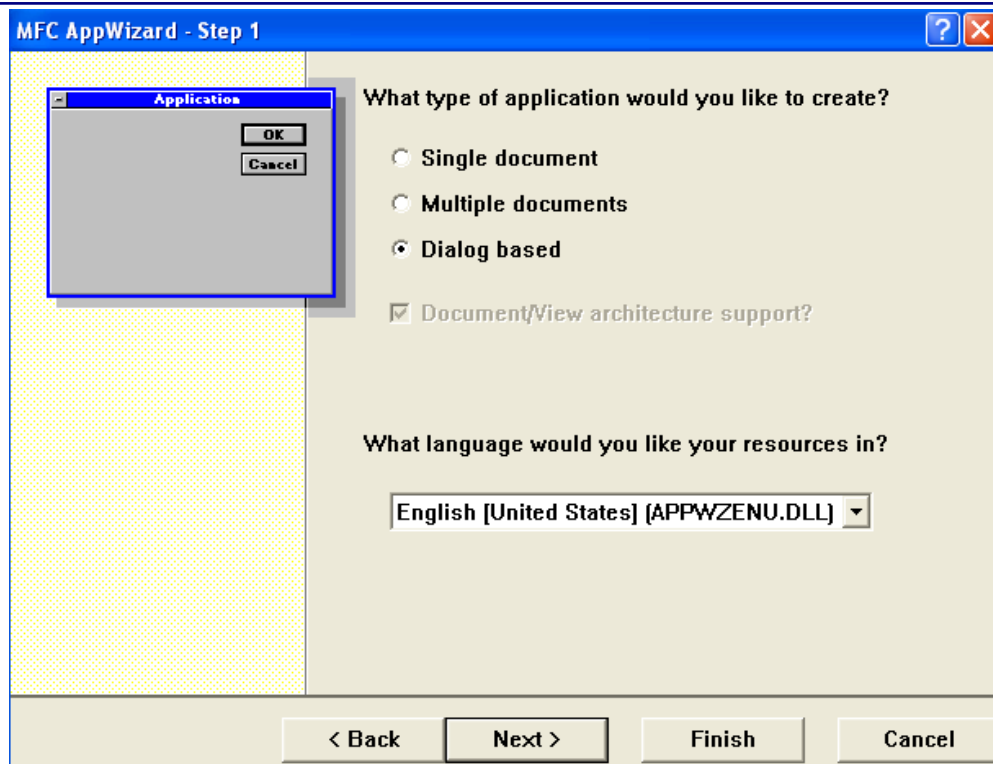 MFC AppWizard - Step 1
Application
OK
Cancel
What type of application would you like to create?
Single document
Multiple documents
Dialog based
Document/View architecture support?
What language would you like your resources in?
English [United States] (APPWZENU.DLL)
< Back Next > Finish Cancel